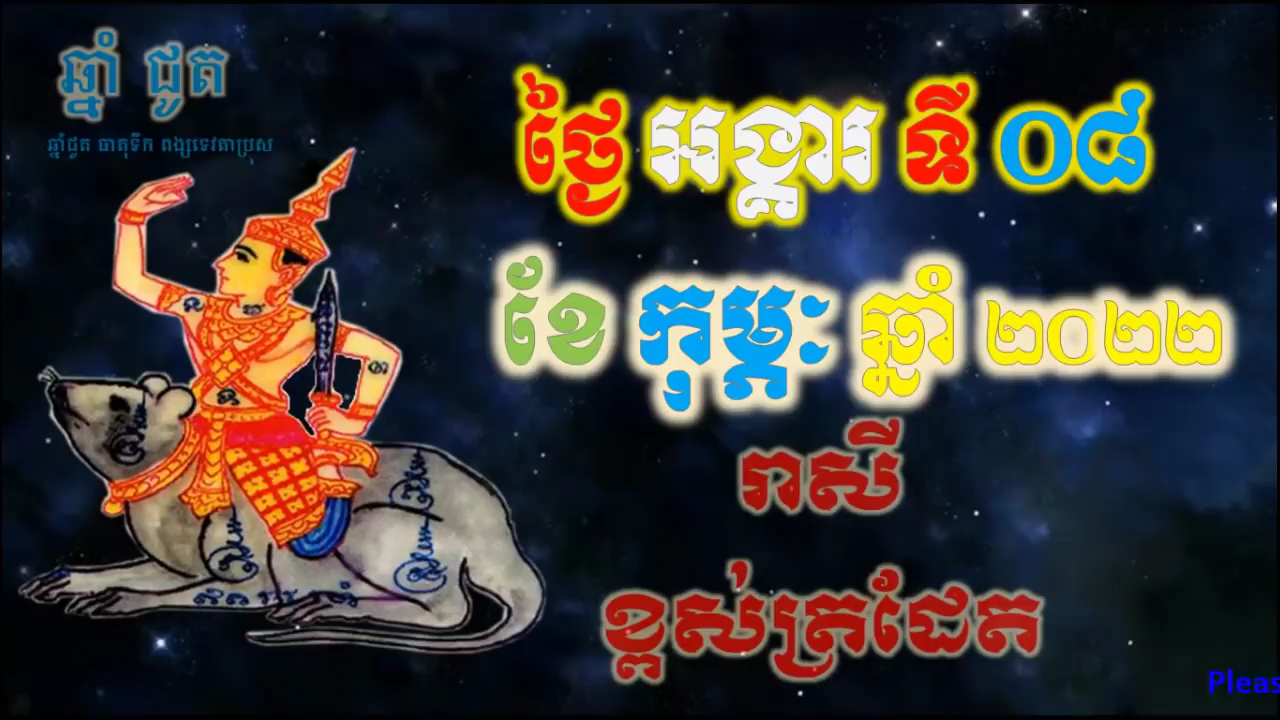 ឆ្នាំ ជូត
ឆ្នាំជូត ធាតុទឹក ពង្សទេវតាប្រុស
ថ្ងៃ អង្គារ ទី ០៨
ខែ កុម្ភៈ ឆ្នាំ ២០២២
រាសី
ខ្ពស់ត្រដែត
Pleas